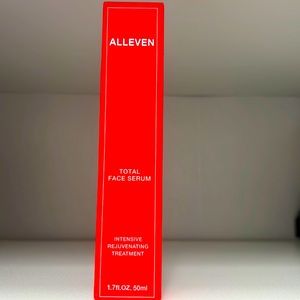 ALLEVEN
TOTAL
FACE SERUM
INTENSIVE
REJUVENATING
TREATMENT
1.7fl.OZ, 50ml